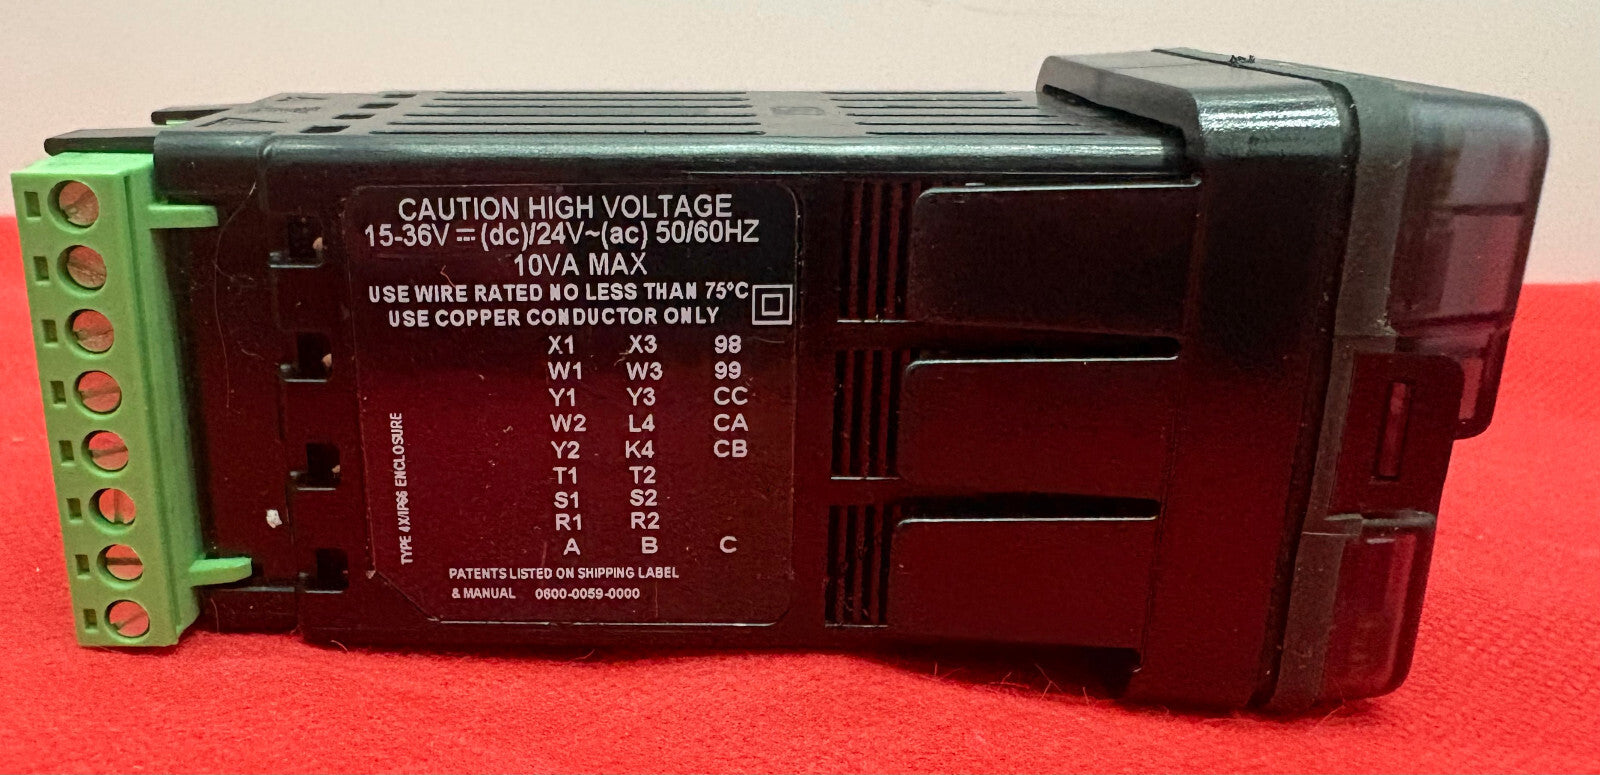 CAUTION HIGH VOLTAGE
15-36V ⎓ (dc)/24V~(ac) 50/60HZ
10VA MAX
USE WIRE RATED NO LESS THAN 75°C
USE COPPER CONDUCTOR ONLY
X1 X3 98
W1 W3 99
Y1 Y3 CC
W2 L4 CA
Y2 K4 CB
T1 T2
S1 S2
R1 R2
A B C
TYPE 4X/IP66 ENCLOSURE
PATENTS LISTED ON SHIPPING LABEL
& MANUAL 0600-0059-0000